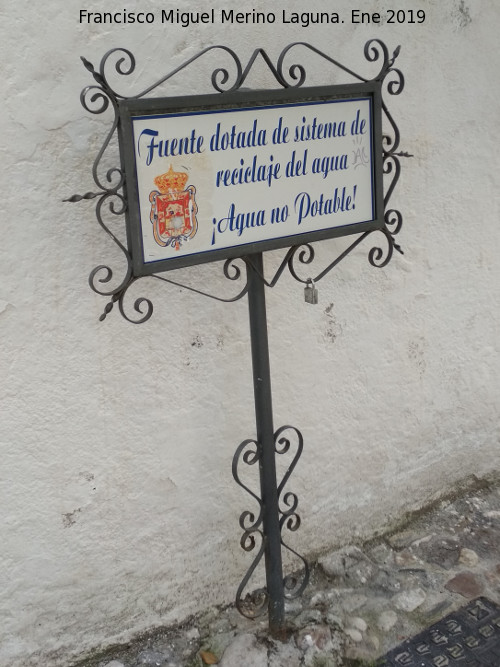 Francisco Miguel Merino Laguna. Ene 2019
Fuente dotada de sistema de
reciclaje del agua
¡Agua no Potable!